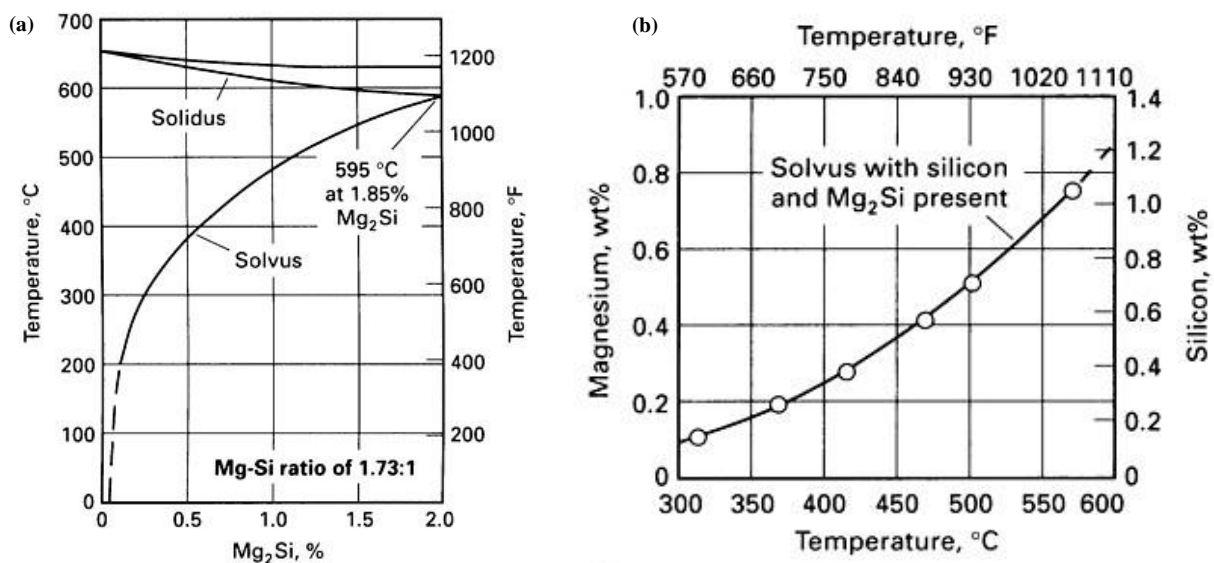 (a)
700
600
500
400
300
200
100
0
Temperature, °C
Solidus
595 °C
at 1.85%
Mg₂Si
Solvus
Mg-Si ratio of 1.73:1
1200
1000
800
600
400
200
Temperature, °F
0 0.5 1.0 1.5 2.0
Mg₂Si, %
(b)
Temperature, °F
570 660 750 840 930 1020 1110
1.0
0.8
0.6
0.4
0.2
0
Magnesium, wt%
Solvus with silicon
and Mg₂Si present
1.4
1.2
1.0
0.8
0.6
0.4
0.2
0
Silicon, wt%
300 350 400 450 500 550 600
Temperature, °C